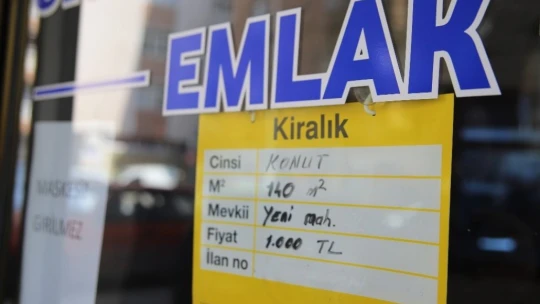 EMLAK
Kiralık
Cinsi KONUT
M² 140 m²
Mevkii Yeni mah.
Fiyat 1.000 TL
İlan no
MASKESİZ
GİRİLMEZ